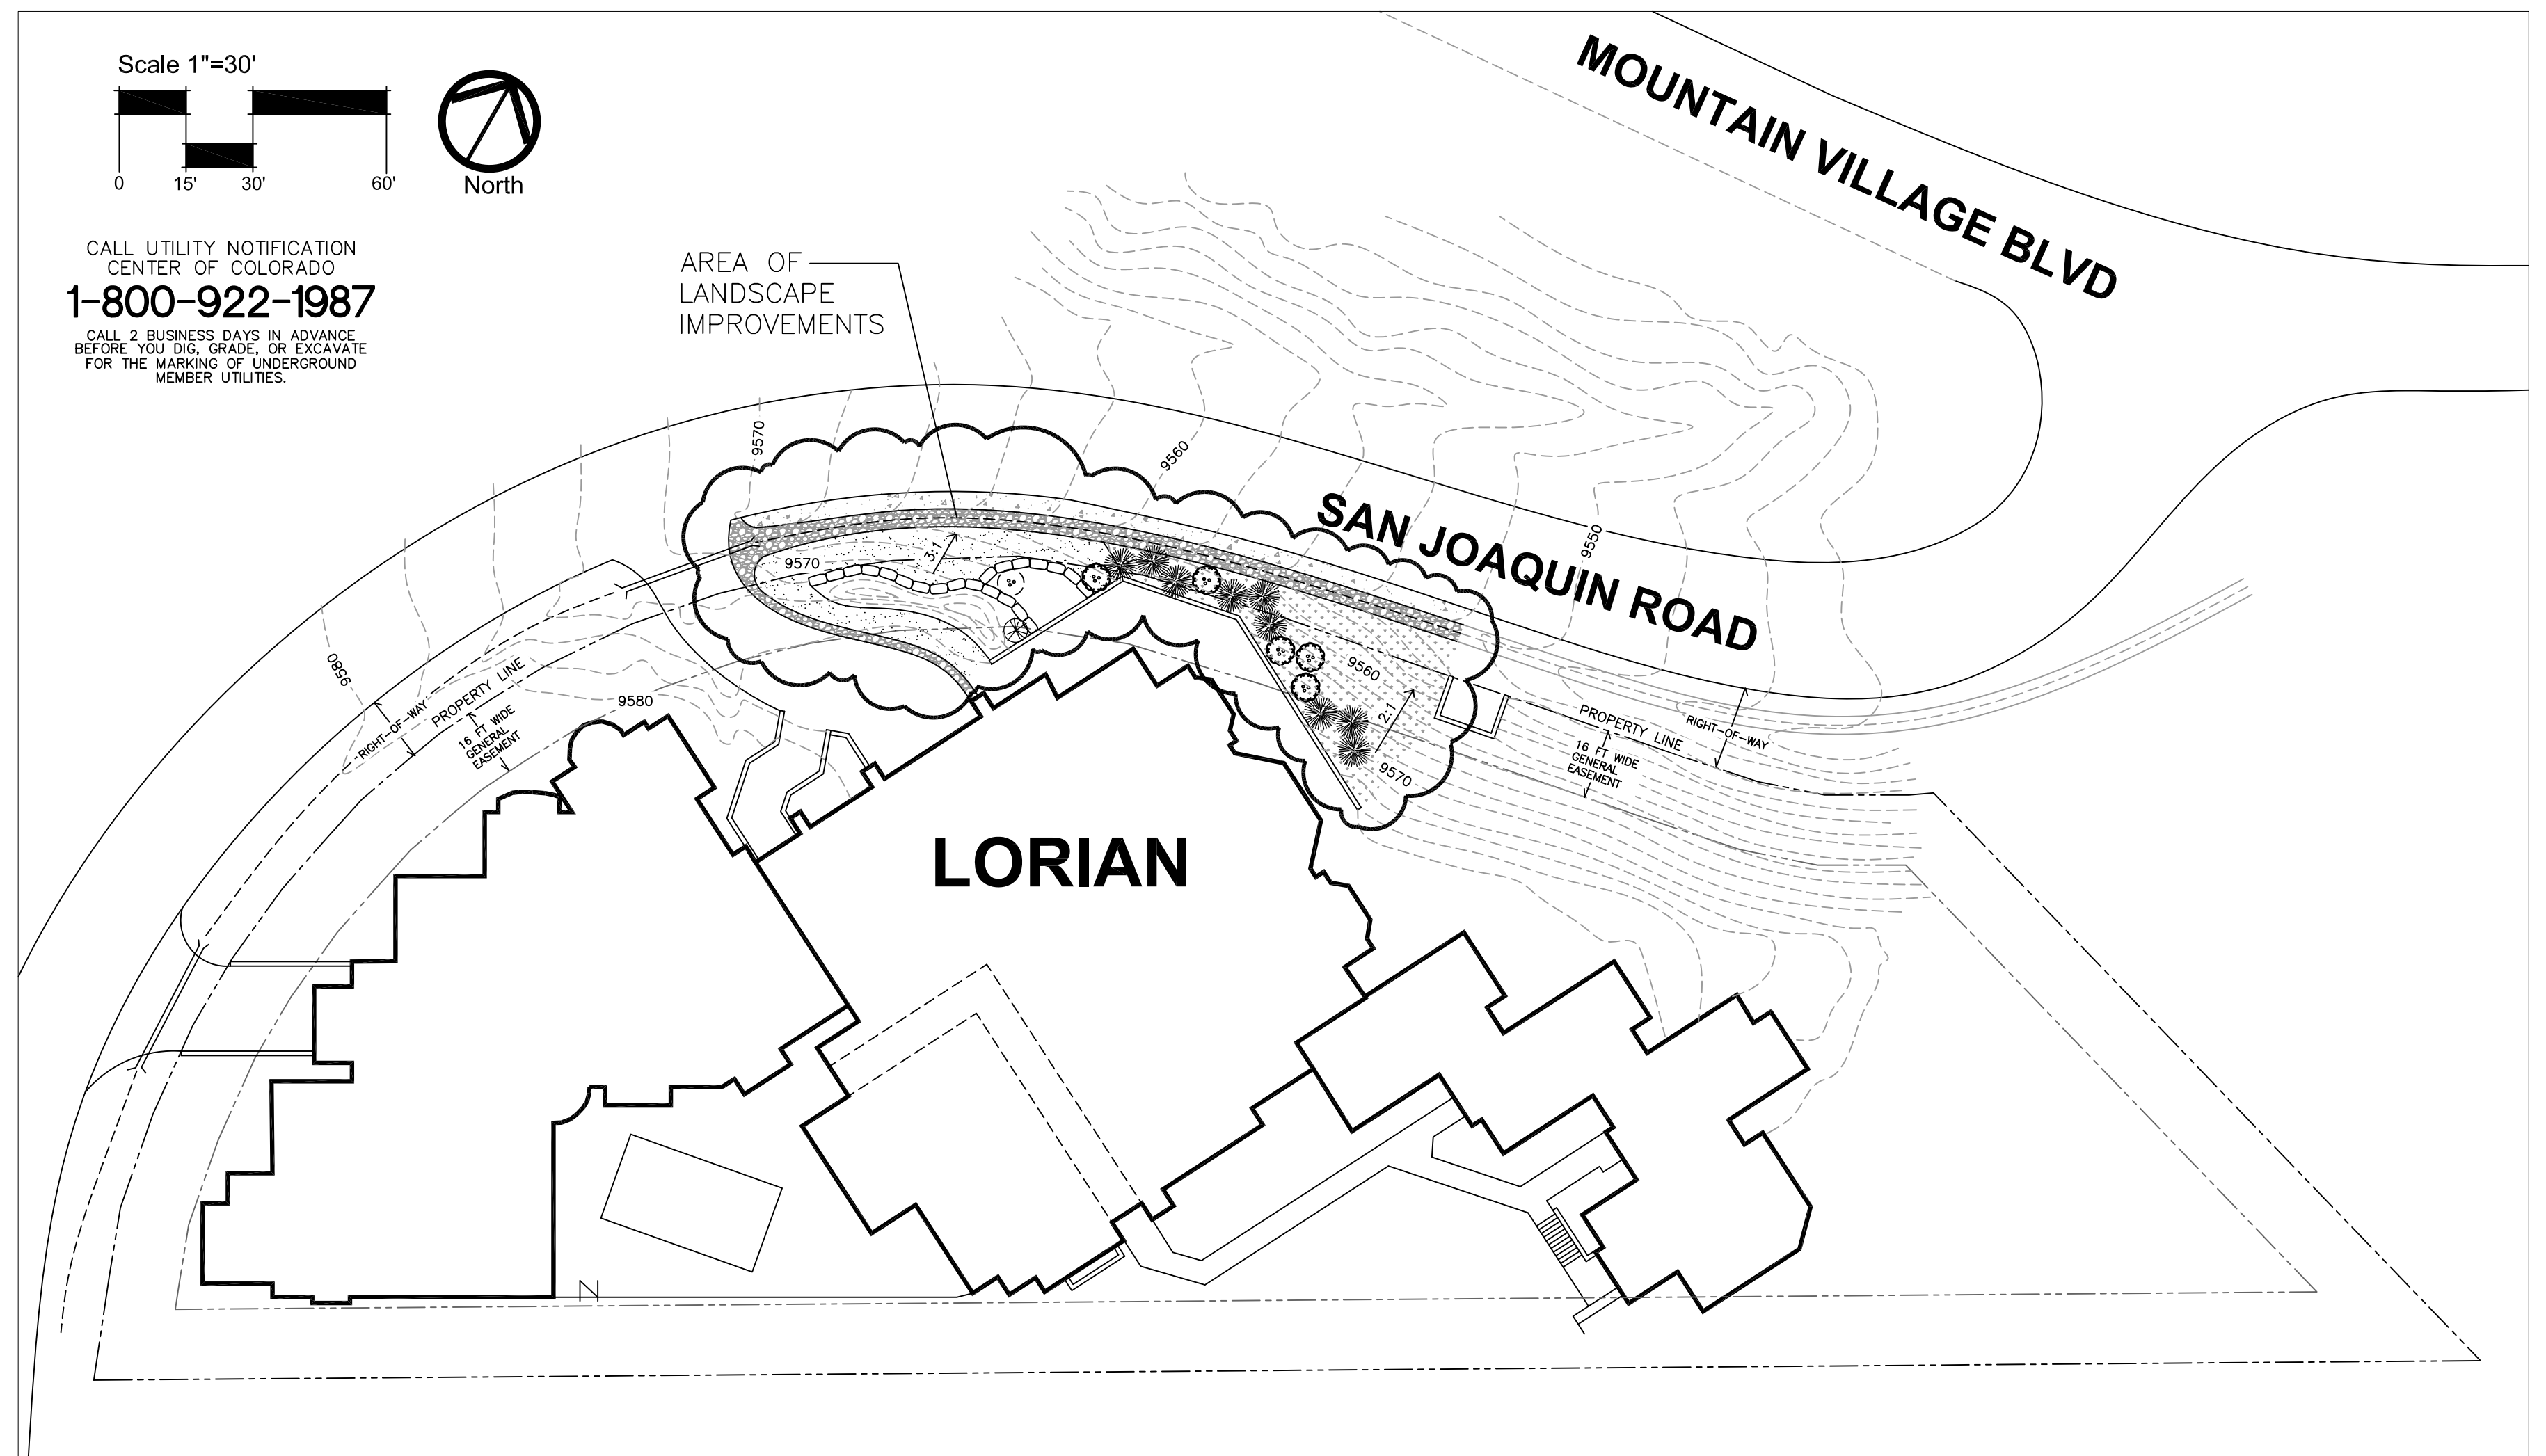 Scale 1"=30'
0 15' 30' 60'
North
CALL UTILITY NOTIFICATION
CENTER OF COLORADO
1-800-922-1987
CALL 2 BUSINESS DAYS IN ADVANCE
BEFORE YOU DIG, GRADE, OR EXCAVATE
FOR THE MARKING OF UNDERGROUND
MEMBER UTILITIES.
AREA OF
LANDSCAPE
IMPROVEMENTS
MOUNTAIN VILLAGE BLVD
SAN JOAQUIN ROAD
9570
9560
9550
3:1
9570
9580
9580
RIGHT-OF-WAY
PROPERTY LINE
16 FT WIDE
GENERAL
EASEMENT
9560
2:1
9570
PROPERTY LINE
RIGHT-OF-WAY
16 FT WIDE
GENERAL
EASEMENT
LORIAN
N